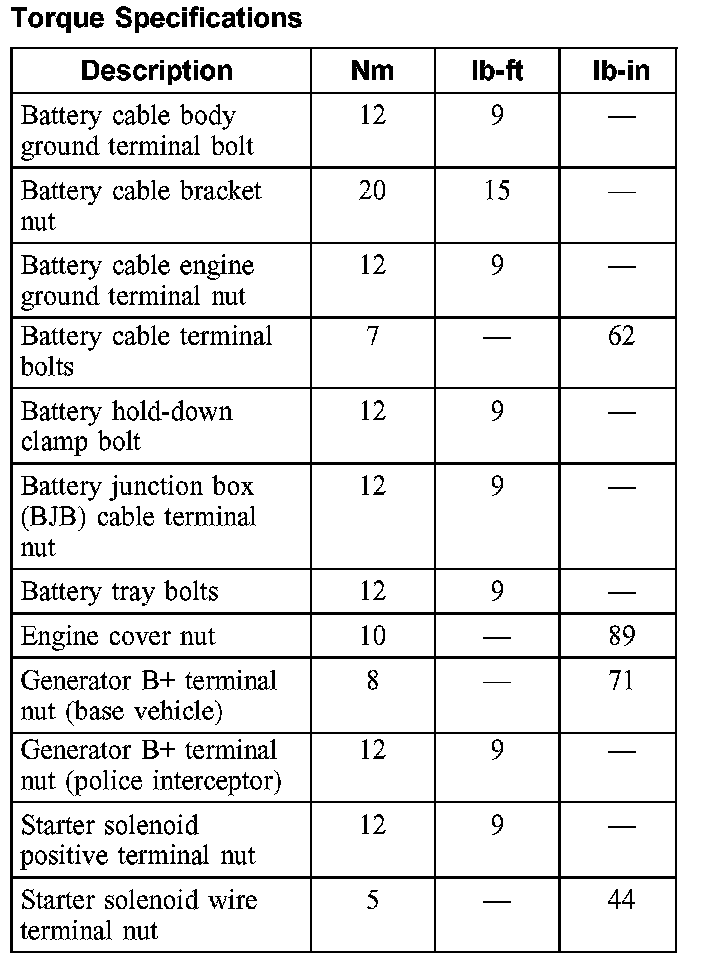 Torque Specifications
Description Nm lb-ft lb-in
Battery cable body 12 9 —
ground terminal bolt
Battery cable bracket 20 15 —
nut
Battery cable engine 12 9 —
ground terminal nut
Battery cable terminal 7 — 62
bolts
Battery hold-down 12 9 —
clamp bolt
Battery junction box 12 9 —
(BJB) cable terminal
nut
Battery tray bolts 12 9 —
Engine cover nut 10 — 89
Generator B+ terminal 8 — 71
nut (base vehicle)
Generator B+ terminal 12 9 —
nut (police interceptor)
Starter solenoid 12 9 —
positive terminal nut
Starter solenoid wire 5 — 44
terminal nut